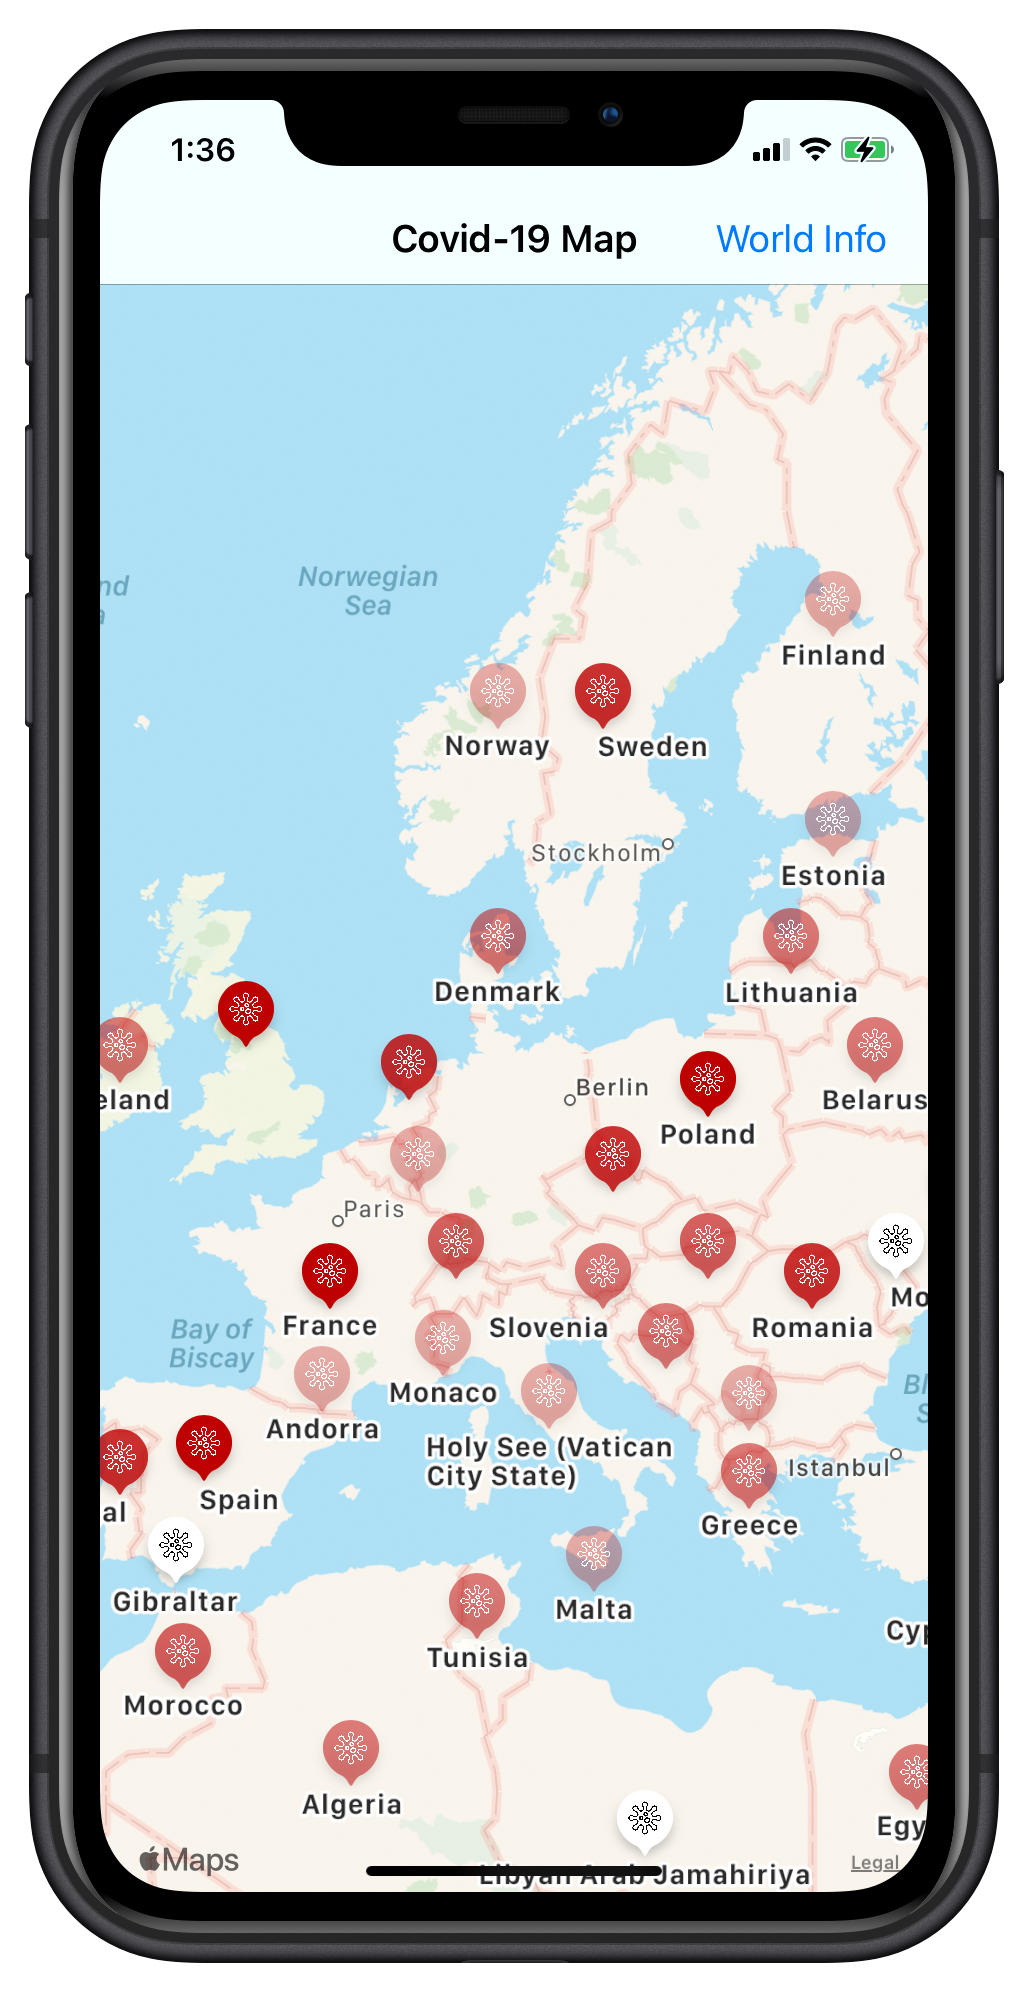 1:36
Covid-19 Map
World Info
nd
a
Norwegian
Sea
Finland
Norway
Sweden
Stockholm
Estonia
Denmark
Lithuania
eland
Berlin
Belarus
Poland
Paris
Mo
France
Slovenia
Romania
Bay of
Biscay
Monaco
Bl
S
Andorra
Holy See (Vatican
City State)
Istanbul
Spain
al
Greece
Gibraltar
Malta
Cyp
Tunisia
Morocco
Algeria
Egy
Maps
Legal
Libyan Arab Jamahiriya